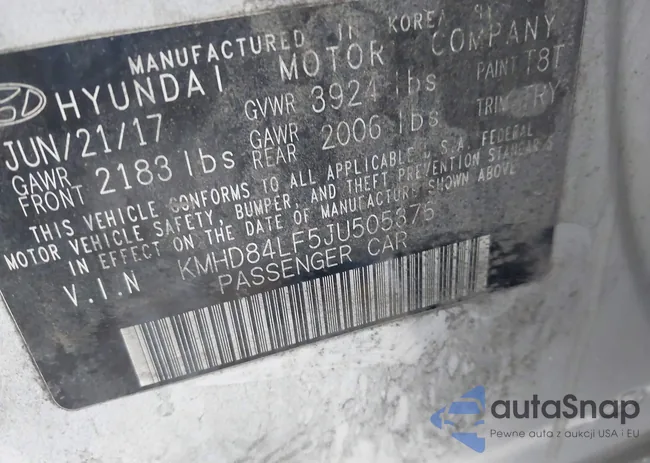 MANUFACTURED IN KOREA BY
HYUNDAI MOTOR COMPANY
JUN/21/17 GVWR 3924 lbs PAINT T8T
GAWR FRONT 2183 lbs GAWR REAR 2006 lbs TRIM TRY
THIS VEHICLE CONFORMS TO ALL APPLICABLE U.S.A. FEDERAL
MOTOR VEHICLE SAFETY, BUMPER, AND THEFT PREVENTION STANDARDS
IN EFFECT ON THE DATE OF MANUFACTURE SHOWN ABOVE
V.I.N KMHD84LF5JU505375
PASSENGER CAR
autaSnap
Pewne auta z aukcji USA i EU